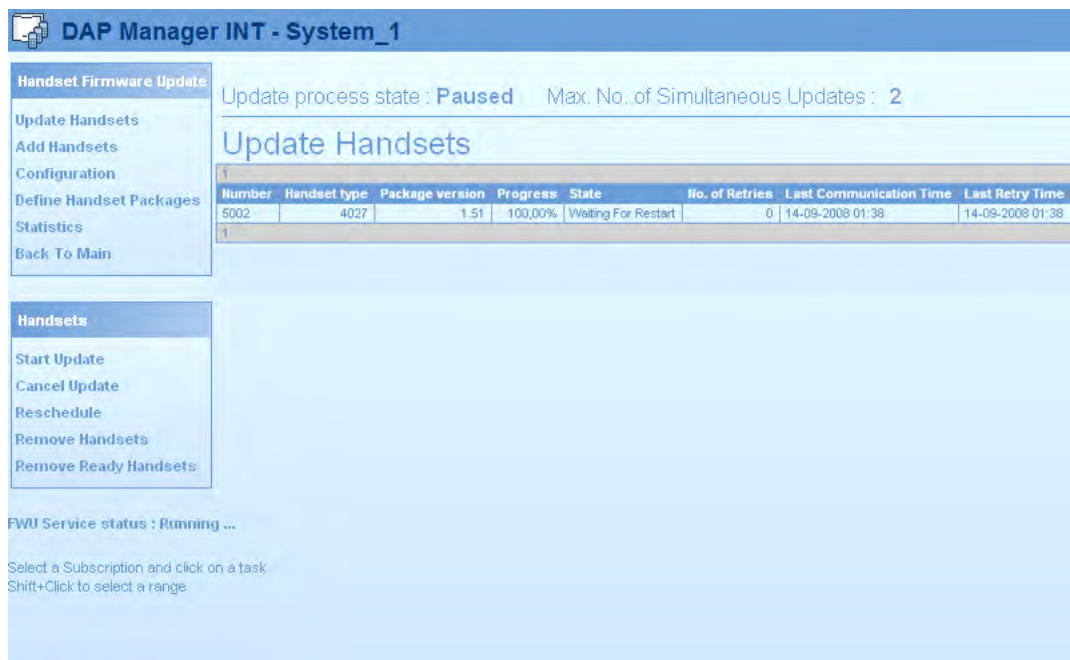 DAP Manager INT - System_1
Handset Firmware Update
Update Handsets
Add Handsets
Configuration
Define Handset Packages
Statistics
Back To Main
Handsets
Start Update
Cancel Update
Reschedule
Remove Handsets
Remove Ready Handsets
FWU Service status : Running ...
Select a Subscription and click on a task
Shift+Click to select a range
Update process state : Paused Max. No. of Simultaneous Updates : 2
Update Handsets
1
Number Handset type Package version Progress State No. of Retries Last Communication Time Last Retry Time
5002 4027 1.51 100,00% Waiting For Restart 0 14-09-2008 01:38 14-09-2008 01:38
1